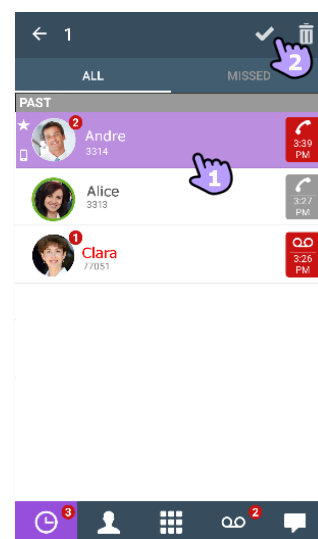 1
2
ALL MISSED
PAST
2
Andre
3314
3:39
PM
1
Alice
3313
3:27
PM
1
Clara
77051
3:26
PM
3
2